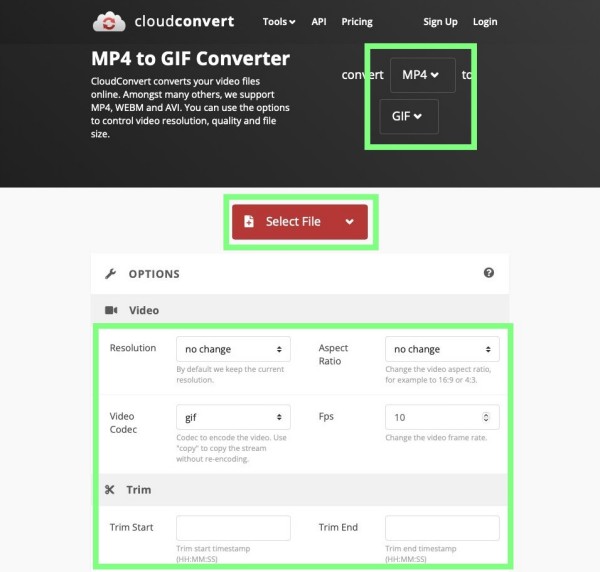 cloudconvert Tools API Pricing Sign Up Login
MP4 to GIF Converter
CloudConvert converts your video files
online. Amongst many others, we support
MP4, WEBM and AVI. You can use the options
to control video resolution, quality and file
size.
convert MP4 to
GIF
Select File
OPTIONS
Video
Resolution no change
By default we keep the current
resolution.
Aspect
Ratio no change
Change the video aspect ratio,
for example to 16:9 or 4:3.
Video
Codec gif
Codec to encode the video. Use
"copy" to copy the stream
without re-encoding.
Fps 10
Change the video frame rate.
Trim
Trim Start
Trim start timestamp
(HH:MM:SS)
Trim End
Trim end timestamp
(HH:MM:SS)